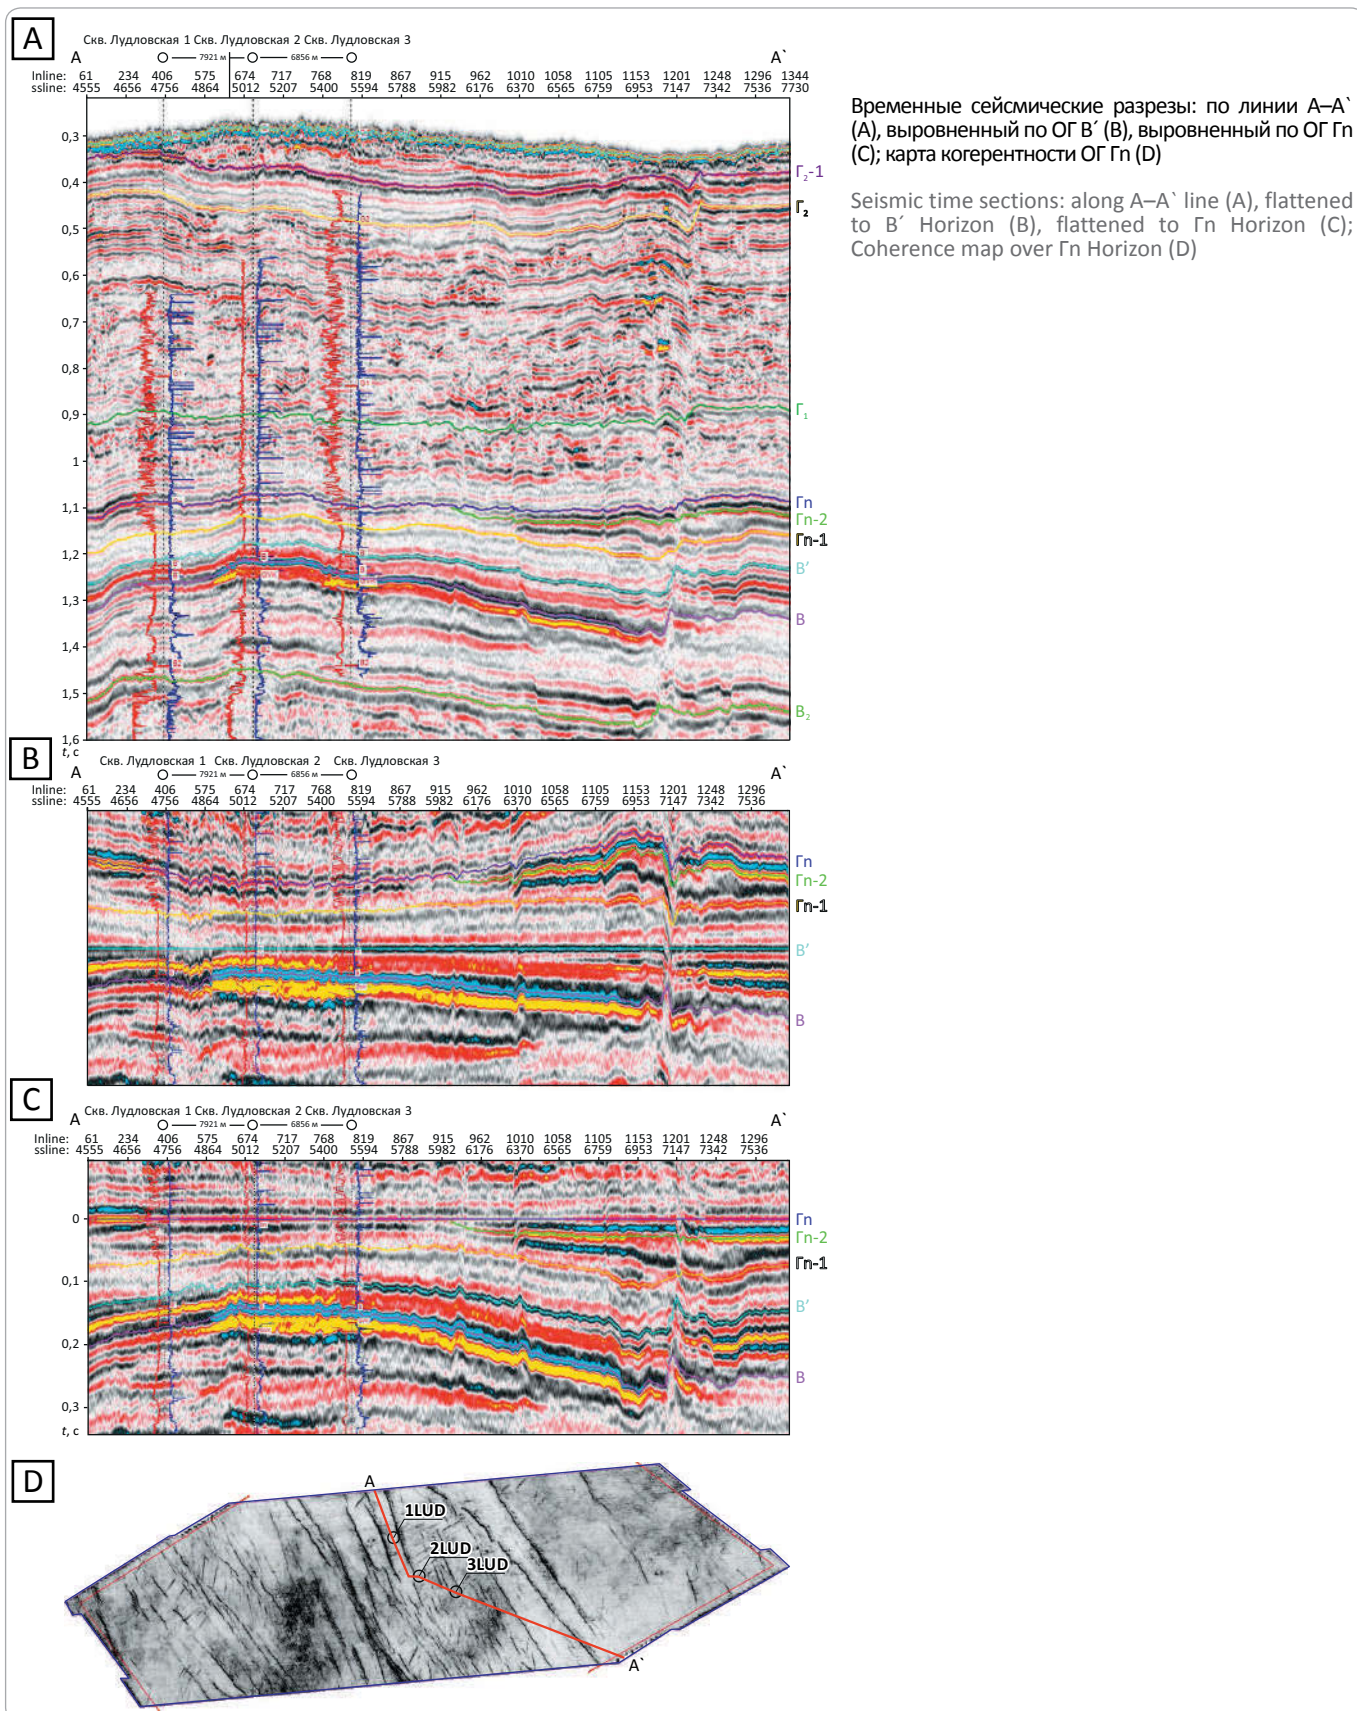 A
Скв. Лудловская 1 Скв. Лудловская 2 Скв. Лудловская 3
A 7921 м 6856 м A`
Inline: 61 234 406 575 674 717 768 819 867 915 962 1010 1058 1105 1153 1201 1248 1296 1344
ssline: 4555 4656 4756 4864 5012 5207 5400 5594 5788 5982 6176 6370 6565 6759 6953 7147 7342 7536 7730
0,3
Γ₂-1
0,4
Γ₂
0,5
0,6
0,7
0,8
0,9
Γ₁
1
1,1
Гп
Гп-2
Гп-1
1,2
B′
1,3
B
1,4
1,5
B₂
1,6
t, c
Временные сейсмические разрезы: по линии A–A`
(A), выровненный по ОГ B´ (B), выровненный по ОГ Гп
(C); карта когерентности ОГ Гп (D)
Seismic time sections: along A–A` line (A), flattened
to B´ Horizon (B), flattened to Гп Horizon (C);
Coherence map over Гп Horizon (D)
B
Скв. Лудловская 1 Скв. Лудловская 2 Скв. Лудловская 3
A 7921 м 6856 м A`
Inline: 61 234 406 575 674 717 768 819 867 915 962 1010 1058 1105 1153 1201 1248 1296
ssline: 4555 4656 4756 4864 5012 5207 5400 5594 5788 5982 6176 6370 6565 6759 6953 7147 7342 7536
Гп
Гп-2
Гп-1
B′
B
C
Скв. Лудловская 1 Скв. Лудловская 2 Скв. Лудловская 3
A 7921 м 6856 м A`
Inline: 61 234 406 575 674 717 768 819 867 915 962 1010 1058 1105 1153 1201 1248 1296
ssline: 4555 4656 4756 4864 5012 5207 5400 5594 5788 5982 6176 6370 6565 6759 6953 7147 7342 7536
0
Гп
Гп-2
Гп-1
0,1
B′
0,2
B
0,3
t, c
D
A
1LUD
2LUD
3LUD
A`